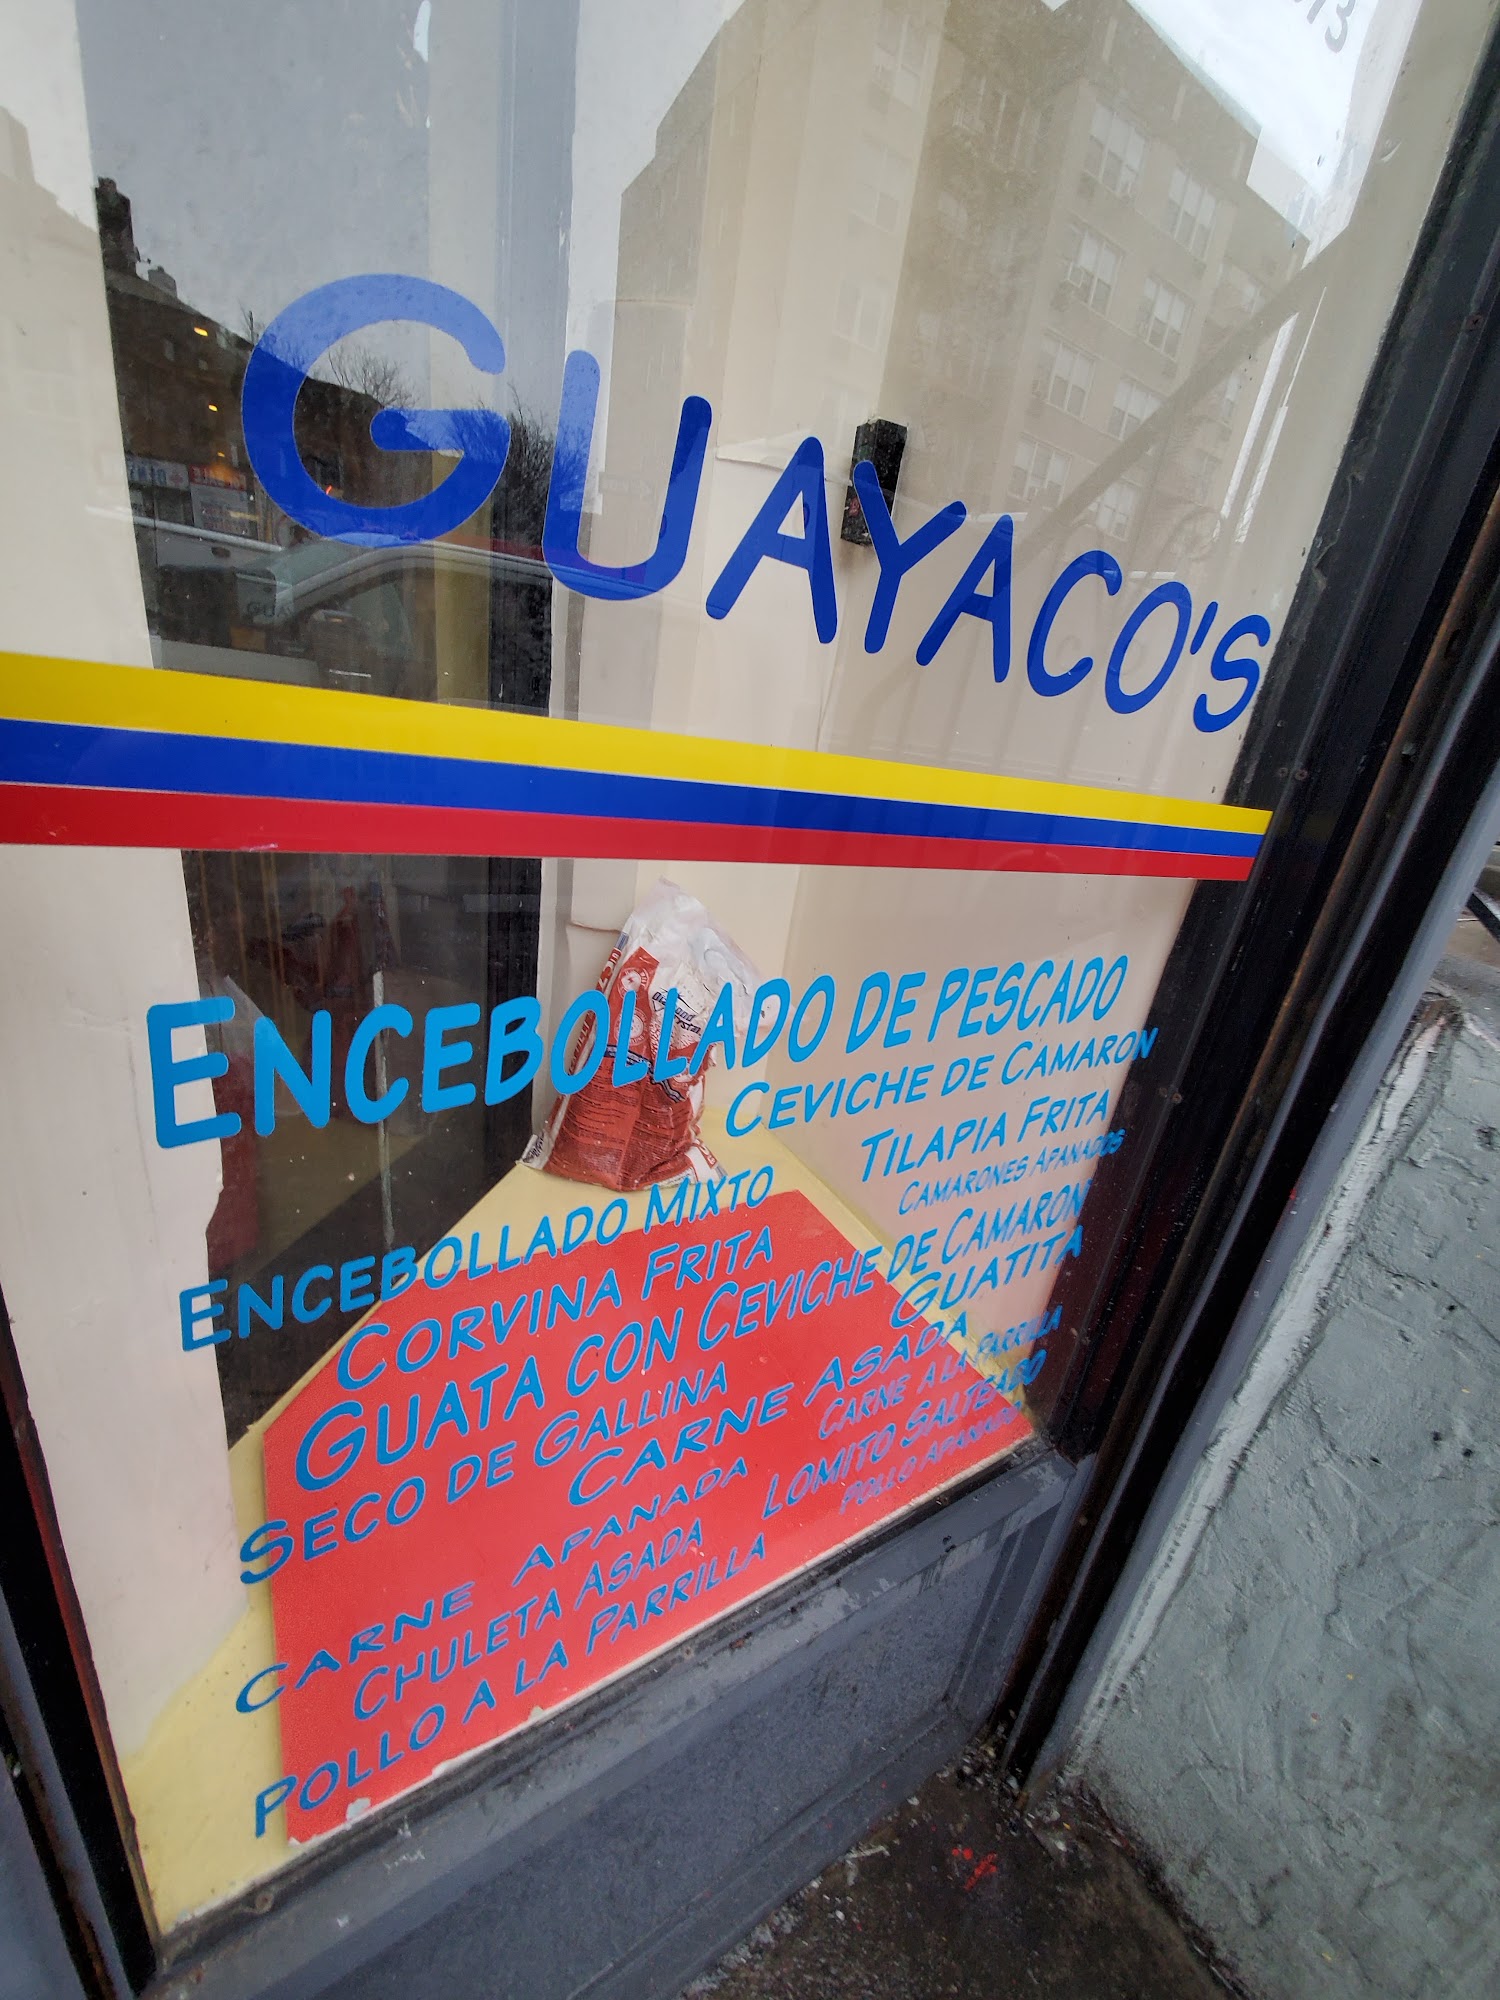 GUAYACO'S
ENCEBOLLADO DE PESCADO
CEVICHE DE CAMARON
TILAPIA FRITA
CAMARONES APANADOS
ENCEBOLLADO MIXTO
CORVINA FRITA
GUATA CON CEVICHE DE CAMARON
GUATITA
SECO DE GALLINA
CARNE ASADA
CARNE A LA PARRILLA
CARNE APANADA
LOMITO SALTEADO
CHULETA ASADA
POLLO APANADO
POLLO A LA PARRILLA
Diamond
Crystal